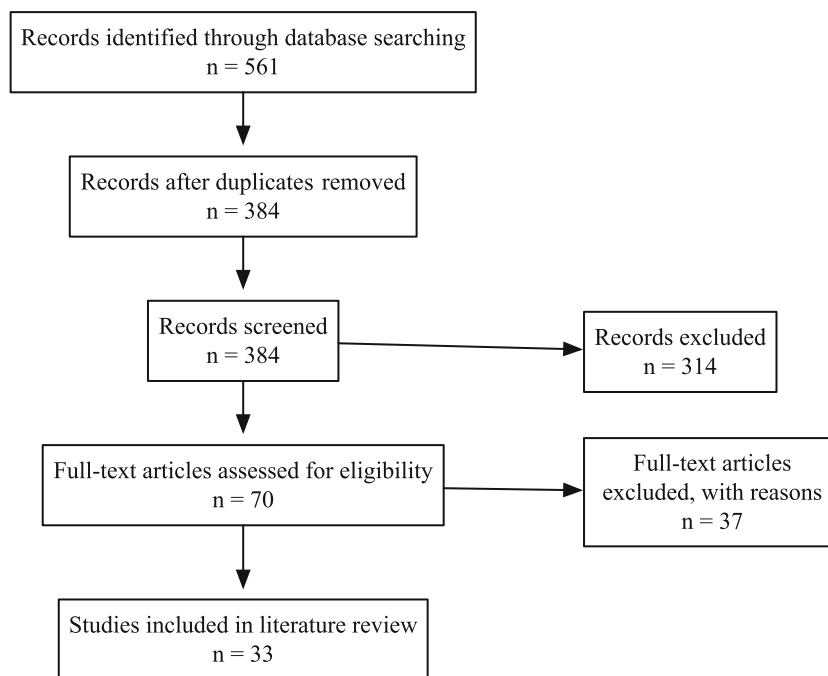 Records identified through database searching
n = 561
Records after duplicates removed
n = 384
Records screened
n = 384
Records excluded
n = 314
Full-text articles assessed for eligibility
n = 70
Full-text articles
excluded, with reasons
n = 37
Studies included in literature review
n = 33